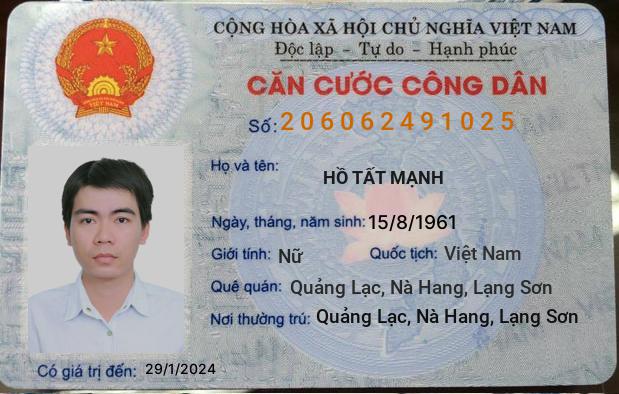 CỘNG HÒA XÃ HỘI CHỦ NGHĨA VIỆT NAM
Độc lập - Tự do - Hạnh phúc
CĂN CƯỚC CÔNG DÂN
Số: 206062491025
Họ và tên:
HỒ TẤT MẠNH
Ngày, tháng, năm sinh: 15/8/1961
Giới tính: Nữ Quốc tịch: Việt Nam
Quê quán: Quảng Lạc, Nà Hang, Lạng Sơn
Nơi thường trú: Quảng Lạc, Nà Hang, Lạng Sơn
Có giá trị đến: 29/1/2024
VIỆT NAM